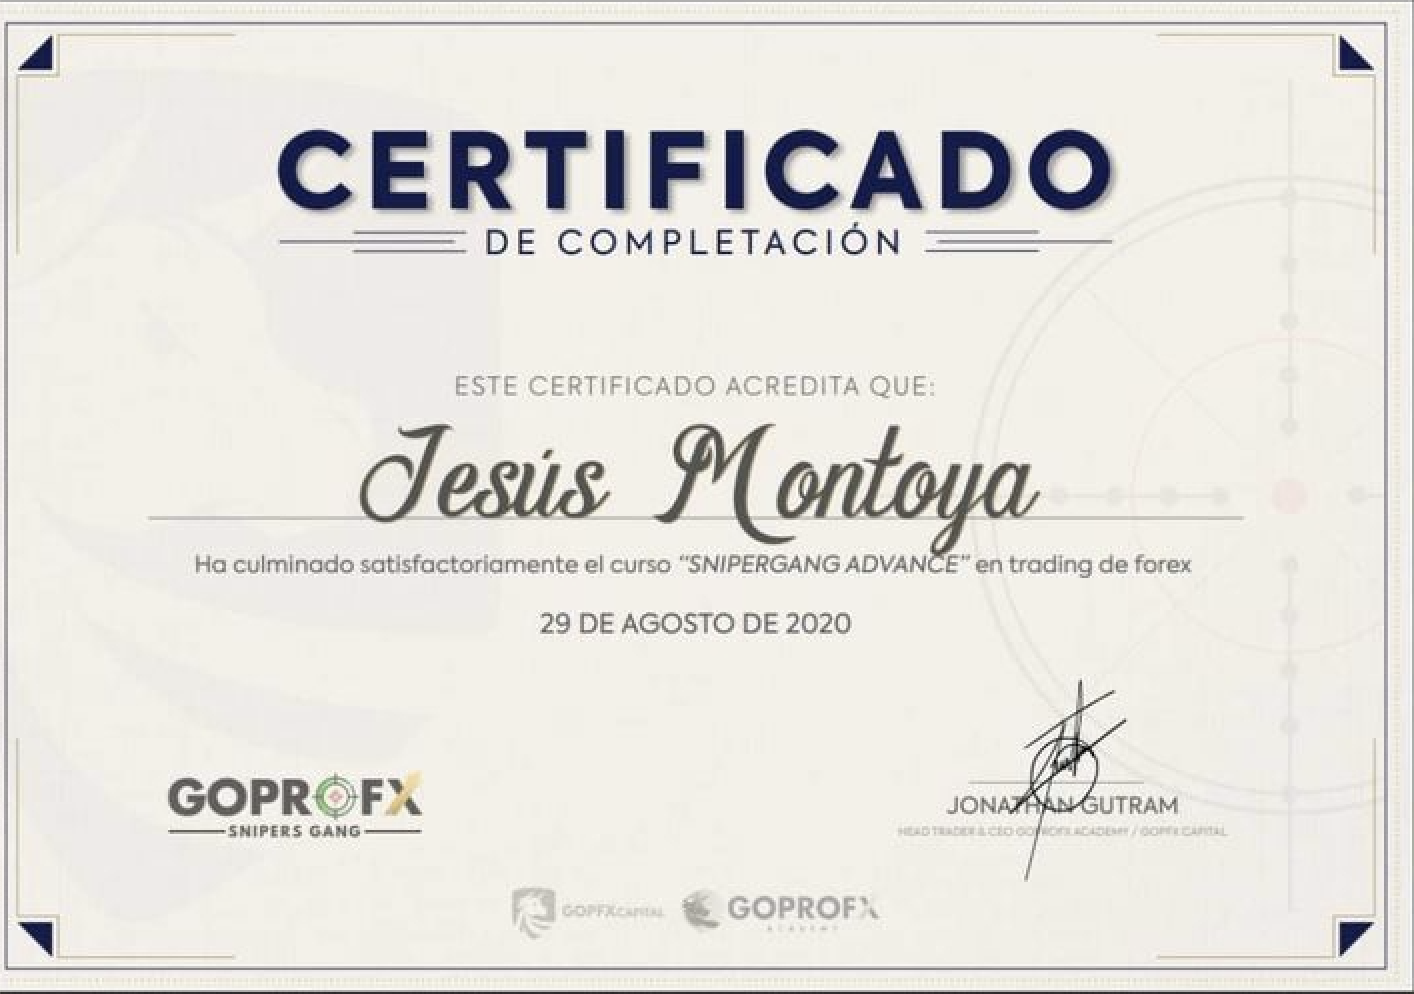 CERTIFICADO
DE COMPLETACIÓN
ESTE CERTIFICADO ACREDITA QUE:
Jesús Montoya
Ha culminado satisfactoriamente el curso “SNIPERGANG ADVANCE” en trading de forex
29 DE AGOSTO DE 2020
GOPROFX
SNIPERS GANG
JONATHAN GUTRAM
HEAD TRADER & CEO GOPROFX ACADEMY / GOPFX CAPITAL
GOPFXCAPITAL
GOPROFX
ACADEMY